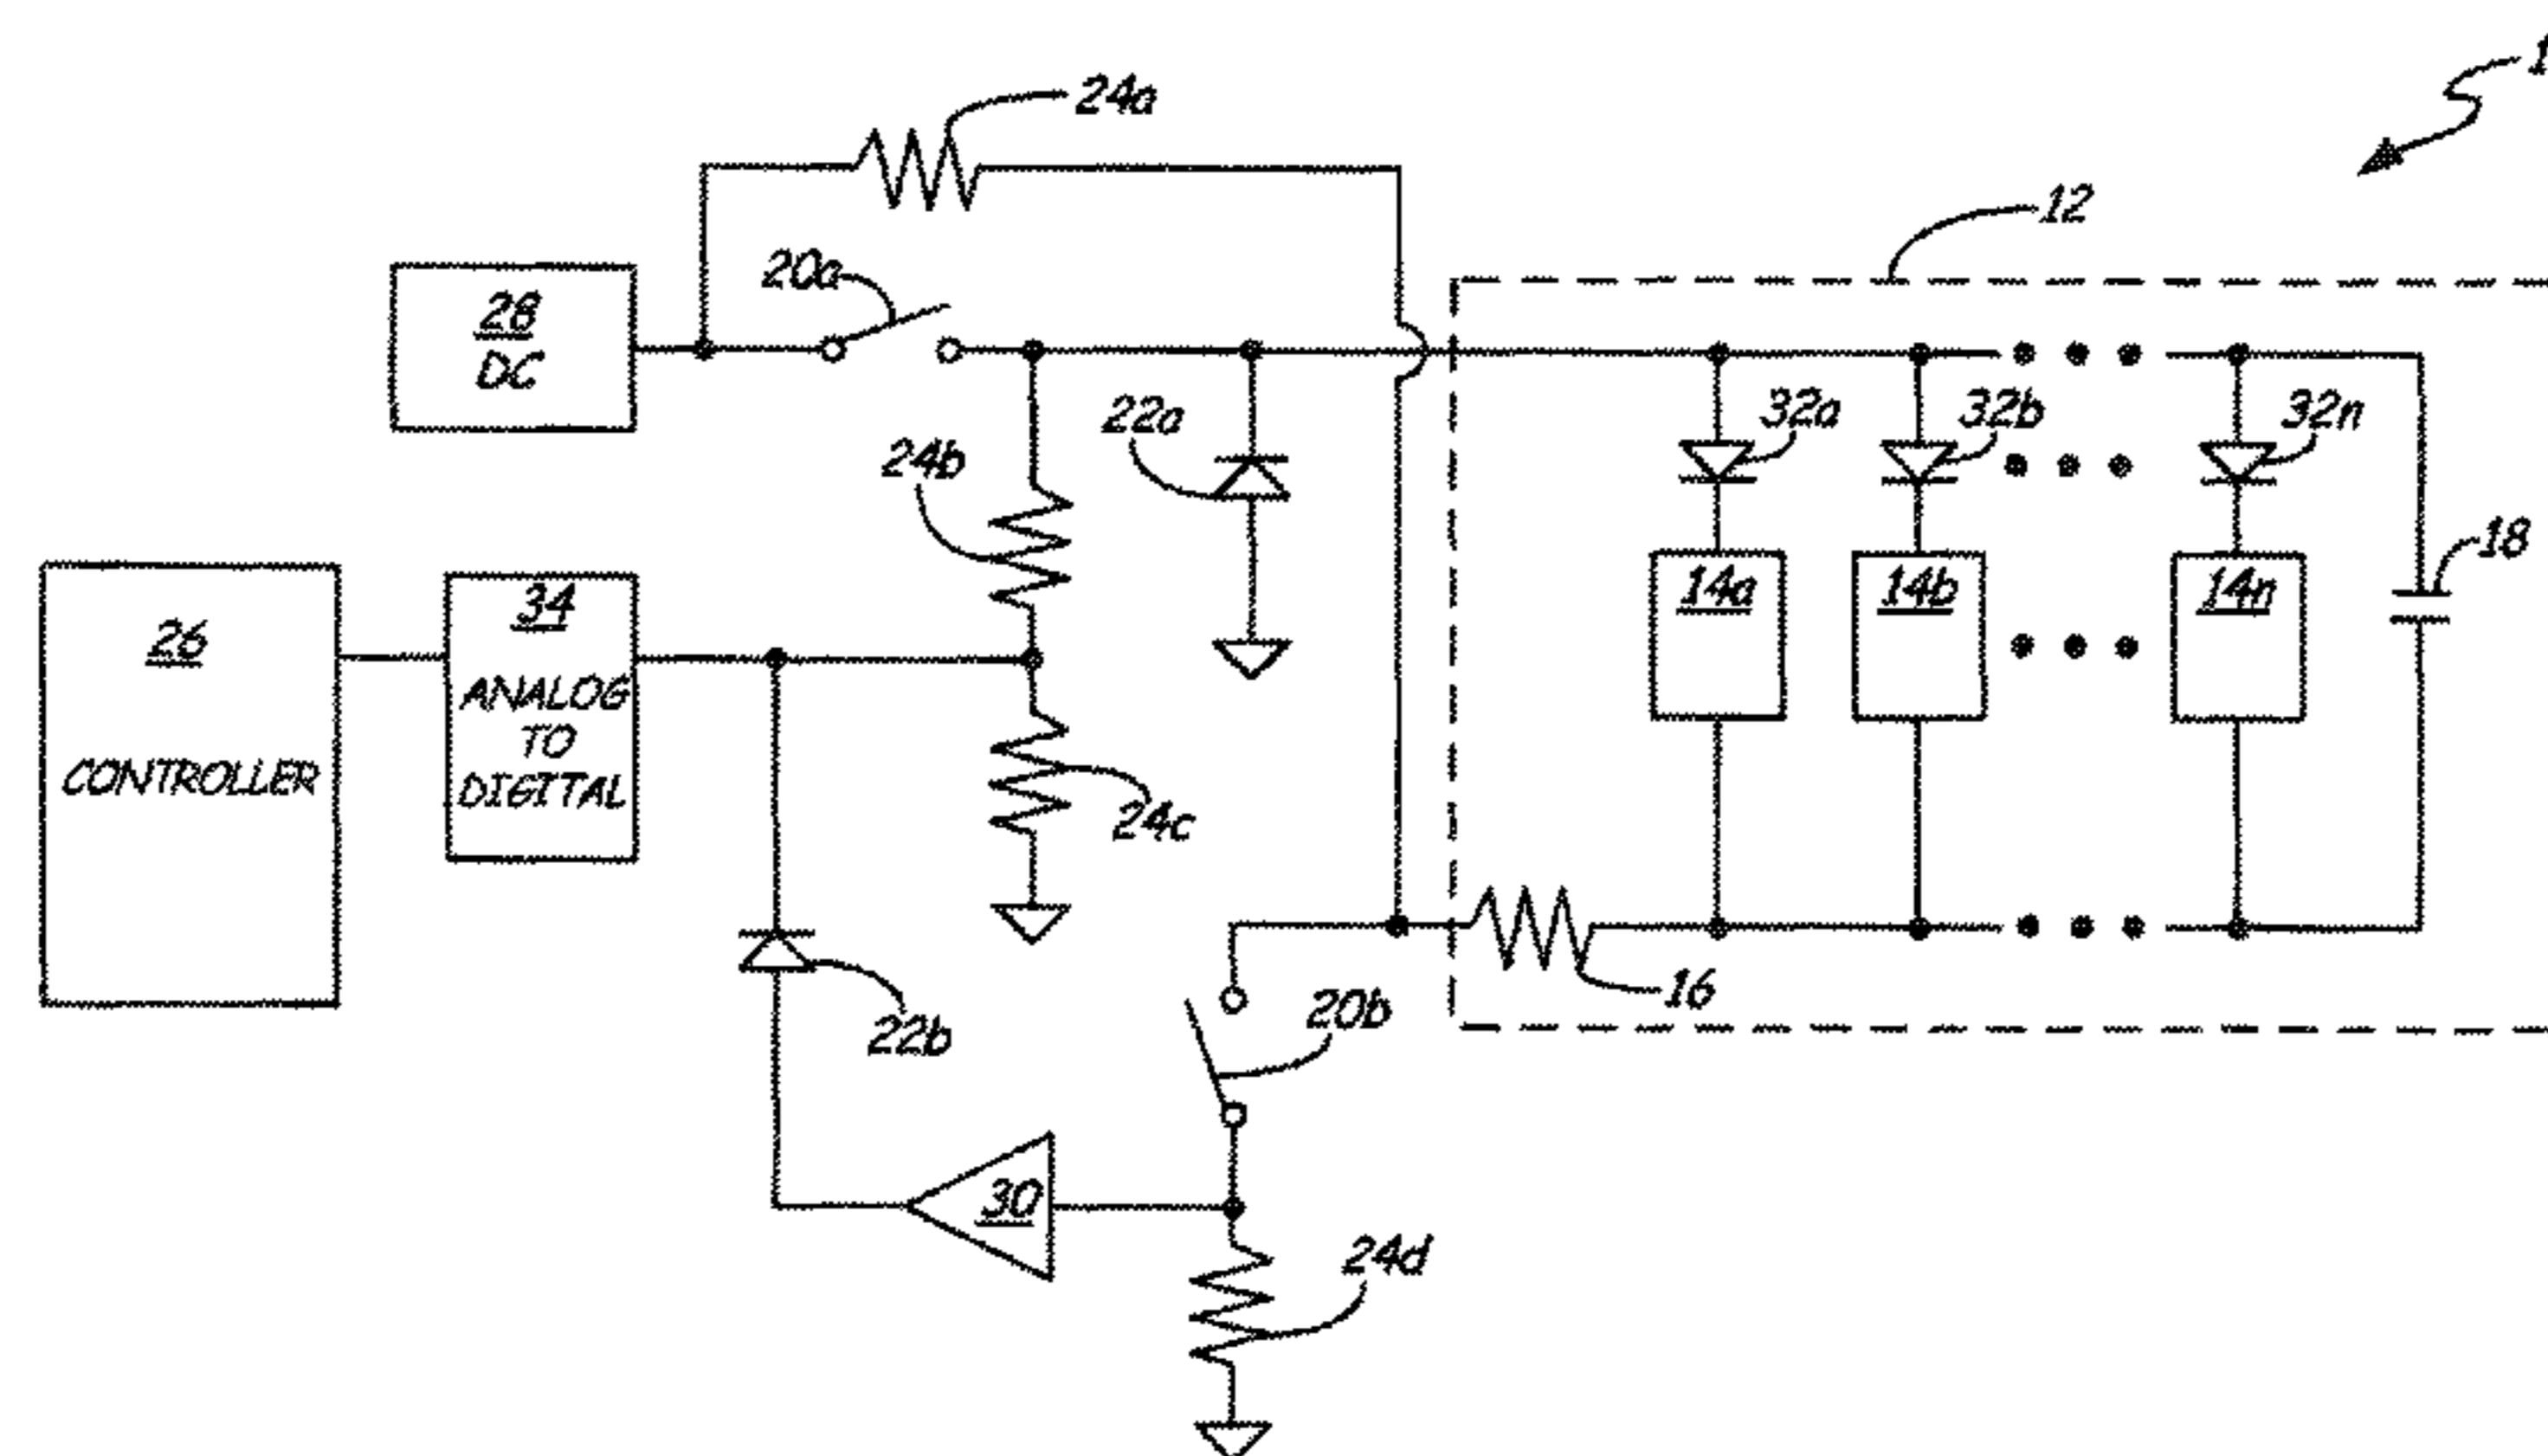 24a
12
20a
28
DC
22a
32a
32b
32n
24b
18
34
14a
14b
14n
26
ANALOG
TO
DIGITAL
CONTROLLER
24c
16
20b
22b
30
24d